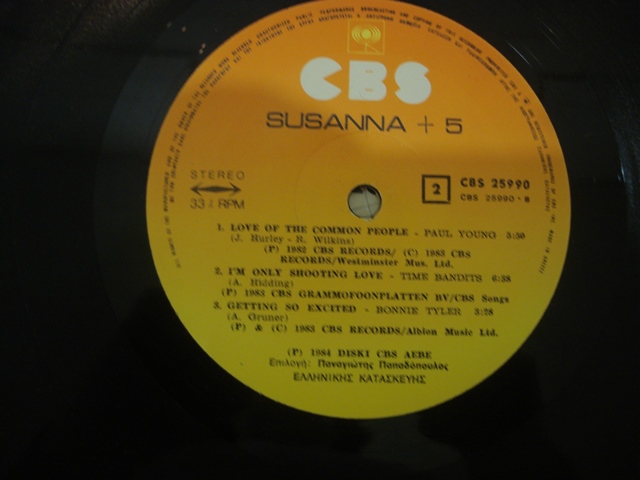 CBS
SUSANNA + 5
STEREO
33⅓ RPM
2
CBS 25990
CBS 25990-B
1. LOVE OF THE COMMON PEOPLE - PAUL YOUNG 3:50
(J. Hurley - R. Wilkins)
(P) 1982 CBS RECORDS/ (C) 1983 CBS
RECORDS/Westminster Mus. Ltd.
2. I'M ONLY SHOOTING LOVE - TIME BANDITS 6:38
(A. Hidding)
(P) 1983 CBS GRAMMOFOONPLATTEN BV/CBS Songs
3. GETTING SO EXCITED - BONNIE TYLER 3:28
(A. Gruner)
(P) & (C) 1983 CBS RECORDS/Albion Music Ltd.
(P) 1984 DISKI CBS AEBE
Επιλογή: Παναγιώτης Παπαδόπουλος
ΕΛΛΗΝΙΚΗΣ ΚΑΤΑΣΚΕΥΗΣ